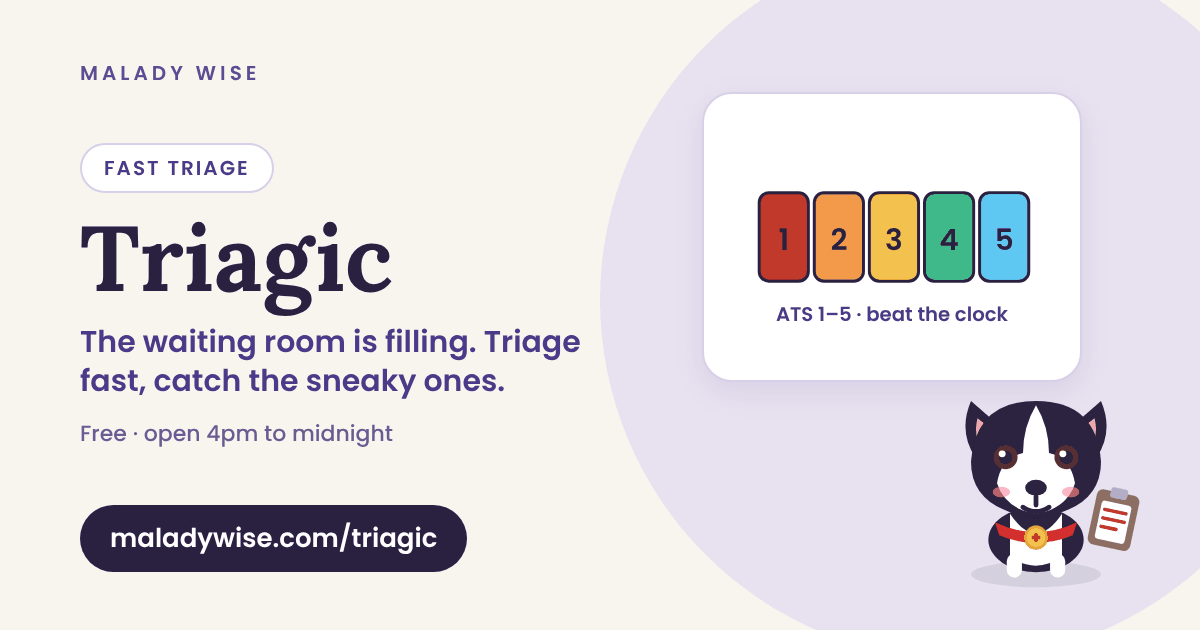 MALADY WISE
FAST TRIAGE
Triagic
The waiting room is filling. Triage
fast, catch the sneaky ones.
Free · open 4pm to midnight
maladywise.com/triagic
1 2 3 4 5
ATS 1–5 · beat the clock